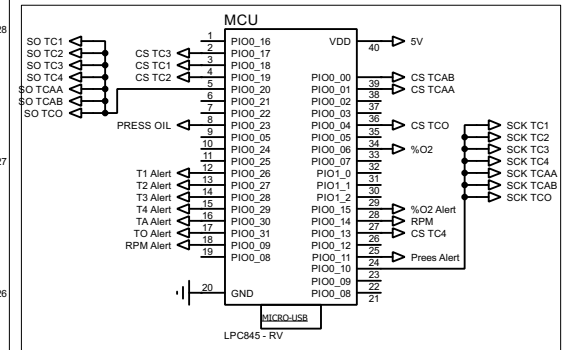 28
27
26
MCU
SO TC1
SO TC2
SO TC3
SO TC4
SO TCAA
SO TCAB
SO TCO
CS TC3
CS TC1
CS TC2
PRESS OIL
T1 Alert
T2 Alert
T3 Alert
T4 Alert
TA Alert
TO Alert
RPM Alert
1 PIO0_16
2 PIO0_17
3 PIO0_18
4 PIO0_19
5 PIO0_20
6 PIO0_21
7 PIO0_22
8 PIO0_23
9 PIO0_05
10 PIO0_24
11 PIO0_25
12 PIO0_26
13 PIO0_27
14 PIO0_28
15 PIO0_29
16 PIO0_30
17 PIO0_31
18 PIO0_09
19 PIO0_08
20 GND
VDD 40 5V
PIO0_00 39 CS TCAB
PIO0_01 38 CS TCAA
PIO0_02 37
PIO0_03 36
PIO0_04 35 CS TCO
PIO0_05 34
PIO0_06 33 %O2
PIO0_07 32
PIO1_0 31
PIO1_1 30
PIO1_2 29
PIO0_15 28 %O2 Alert
PIO0_14 27 RPM
PIO0_13 26 CS TC4
PIO0_12 25
PIO0_11 24 Prees Alert
PIO0_10 23
PIO0_09 22
PIO0_08 21
SCK TC1
SCK TC2
SCK TC3
SCK TC4
SCK TCAA
SCK TCAB
SCK TCO
MICRO-USB
LPC845 - RV